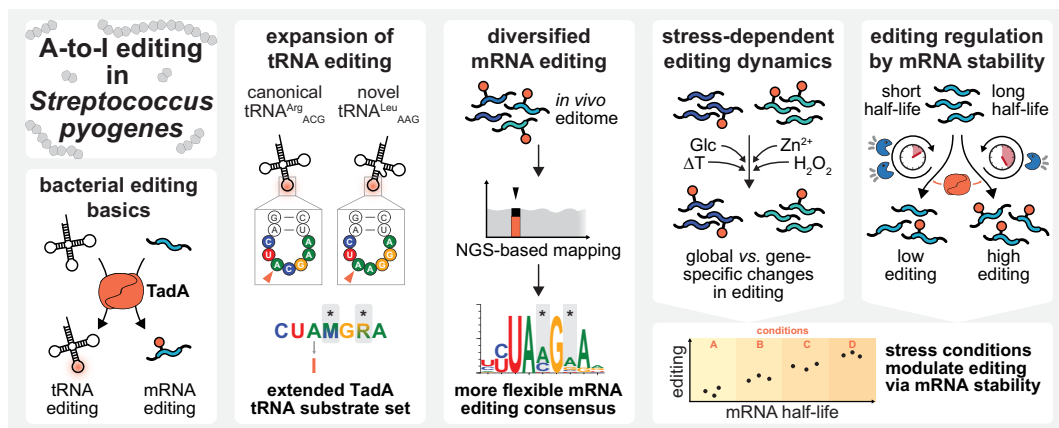 A-to-I editing
in
Streptococcus
pyogenes
bacterial editing
basics
TadA
tRNA
editing
mRNA
editing
expansion of
tRNA editing
canonical
tRNA^Arg_ACG
novel
tRNA^Leu_AAG
G C
A U
C A
U A
A C G G
G C
A U
C A
U A
A A G G
* *
CUAMGRA
I
extended TadA
tRNA substrate set
diversified
mRNA editing
in vivo
editome
NGS-based mapping
* *
more flexible mRNA
editing consensus
stress-dependent
editing dynamics
Glc Zn²⁺
ΔT H₂O₂
global vs. gene-
specific changes
in editing
editing regulation
by mRNA stability
short
half-life
long
half-life
low
editing
high
editing
conditions
A B C D
editing
mRNA half-life
stress conditions
modulate editing
via mRNA stability